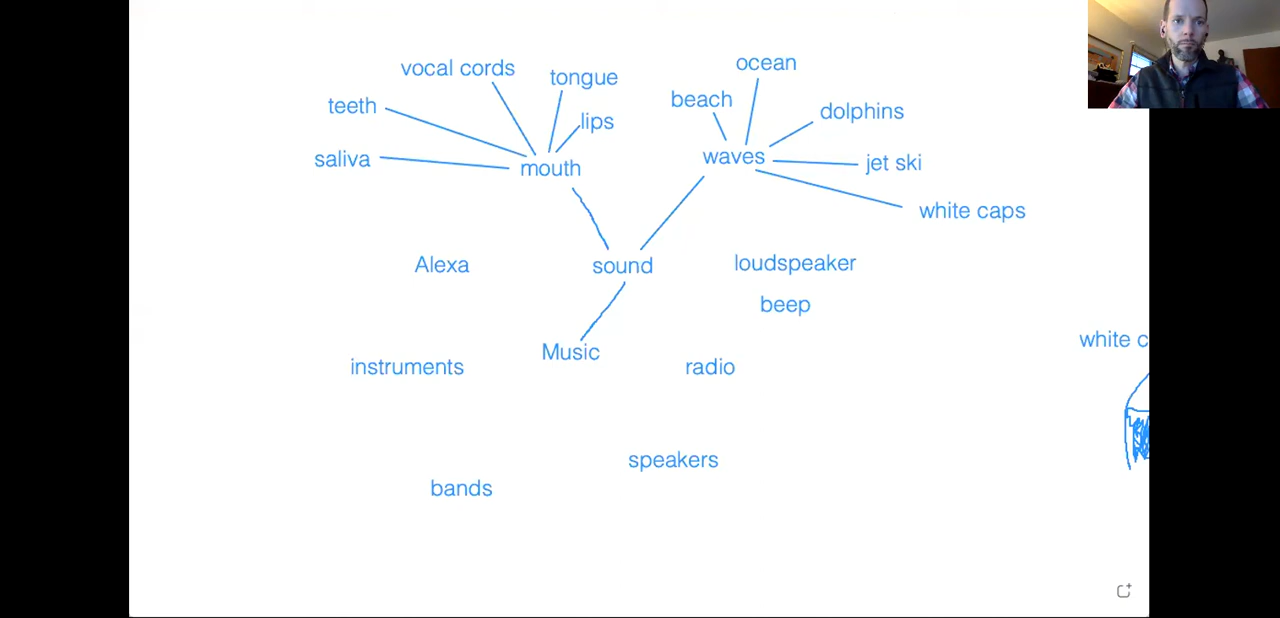 ocean
vocal cords
tongue
beach
teeth
dolphins
lips
saliva
mouth
waves
jet ski
white caps
Alexa
sound
loudspeaker
beep
white c
Music
instruments
radio
speakers
bands